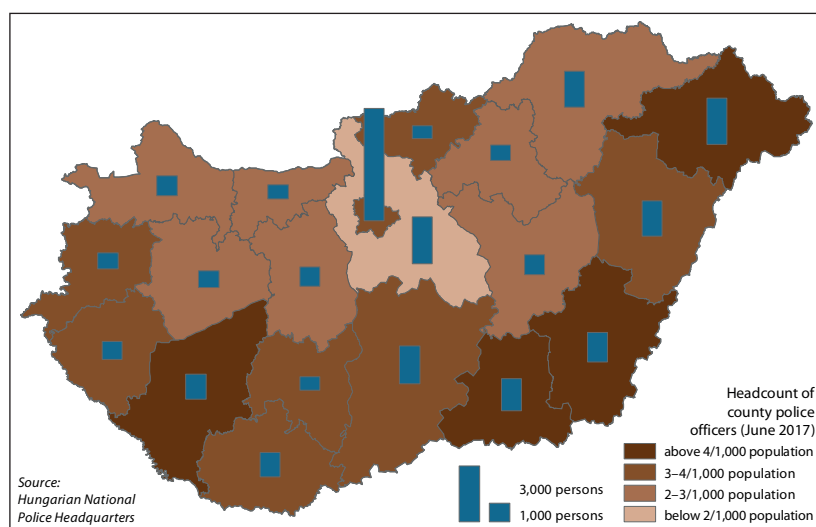 Headcount of
county police
officers (June 2017)
above 4/1,000 population
3–4/1,000 population
2–3/1,000 population
below 2/1,000 population
3,000 persons
1,000 persons
Source:
Hungarian National
Police Headquarters